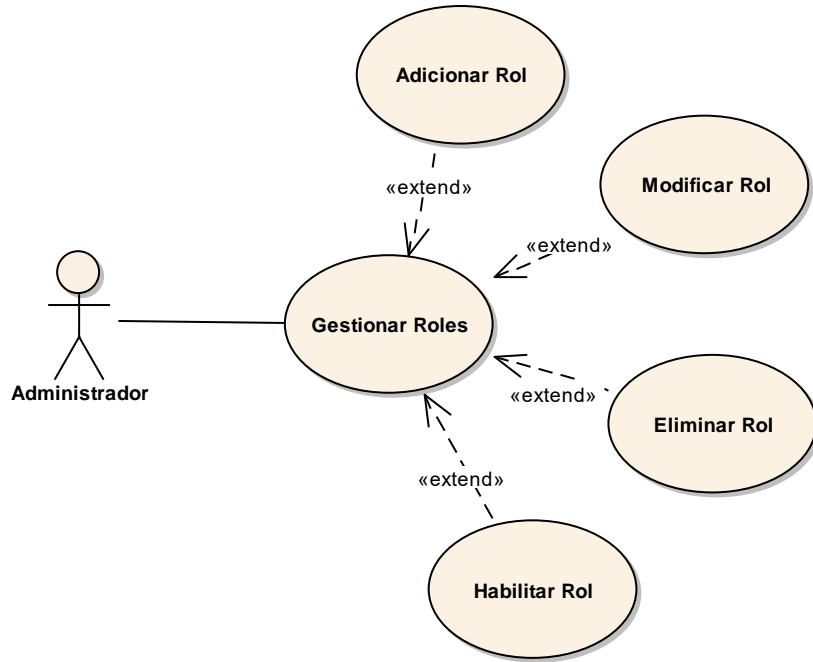 Adicionar Rol
Modificar Rol
«extend»
«extend»
Gestionar Roles
Administrador
«extend»
Eliminar Rol
«extend»
Habilitar Rol